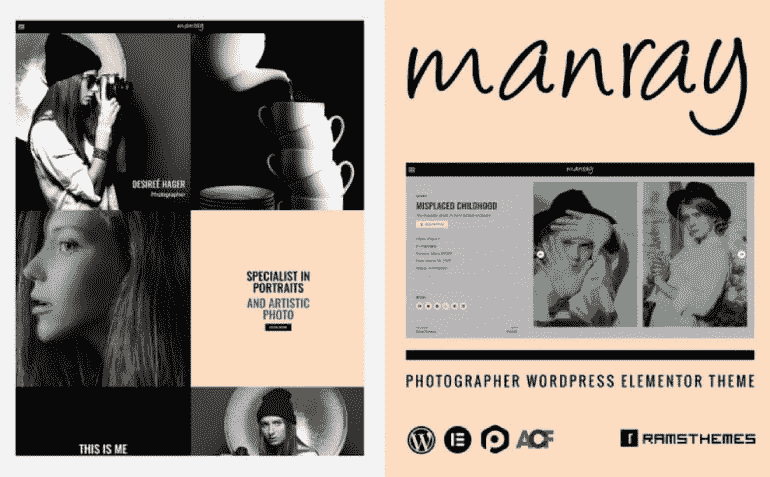 manray
DESIREÉ HAGER
Photographer
SPECIALIST IN
PORTRAITS
AND ARTISTIC
PHOTO
THIS IS ME
manray
manray
MISPLACED CHILDHOOD
PHOTOGRAPHER WORDPRESS ELEMENTOR THEME
ACF
RAMSTHEMES